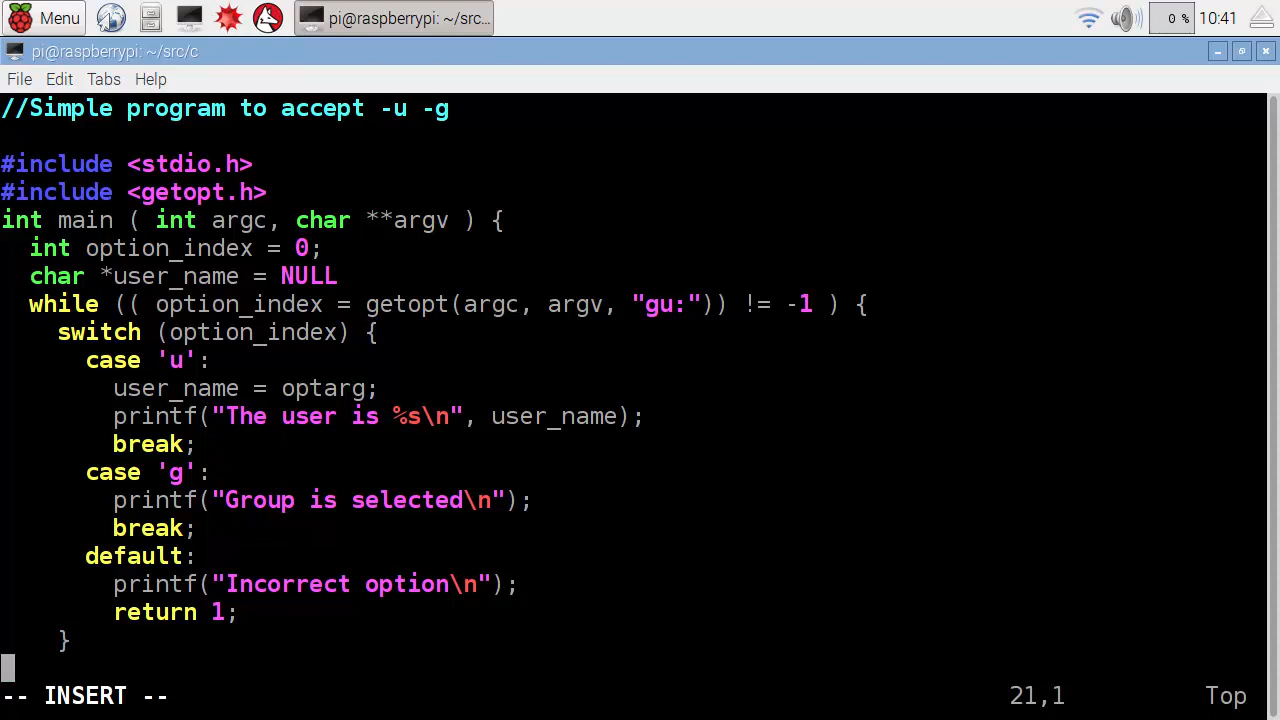 Menu pi@raspberrypi: ~/src... 0 % 10:41
pi@raspberrypi: ~/src/c
File Edit Tabs Help
//Simple program to accept -u -g

#include <stdio.h>
#include <getopt.h>
int main ( int argc, char **argv ) {
  int option_index = 0;
  char *user_name = NULL
  while (( option_index = getopt(argc, argv, "gu:")) != -1 ) {
    switch (option_index) {
      case 'u':
        user_name = optarg;
        printf("The user is %s\n", user_name);
        break;
      case 'g':
        printf("Group is selected\n");
        break;
      default:
        printf("Incorrect option\n");
        return 1;
    }
-- INSERT -- 21,1 Top